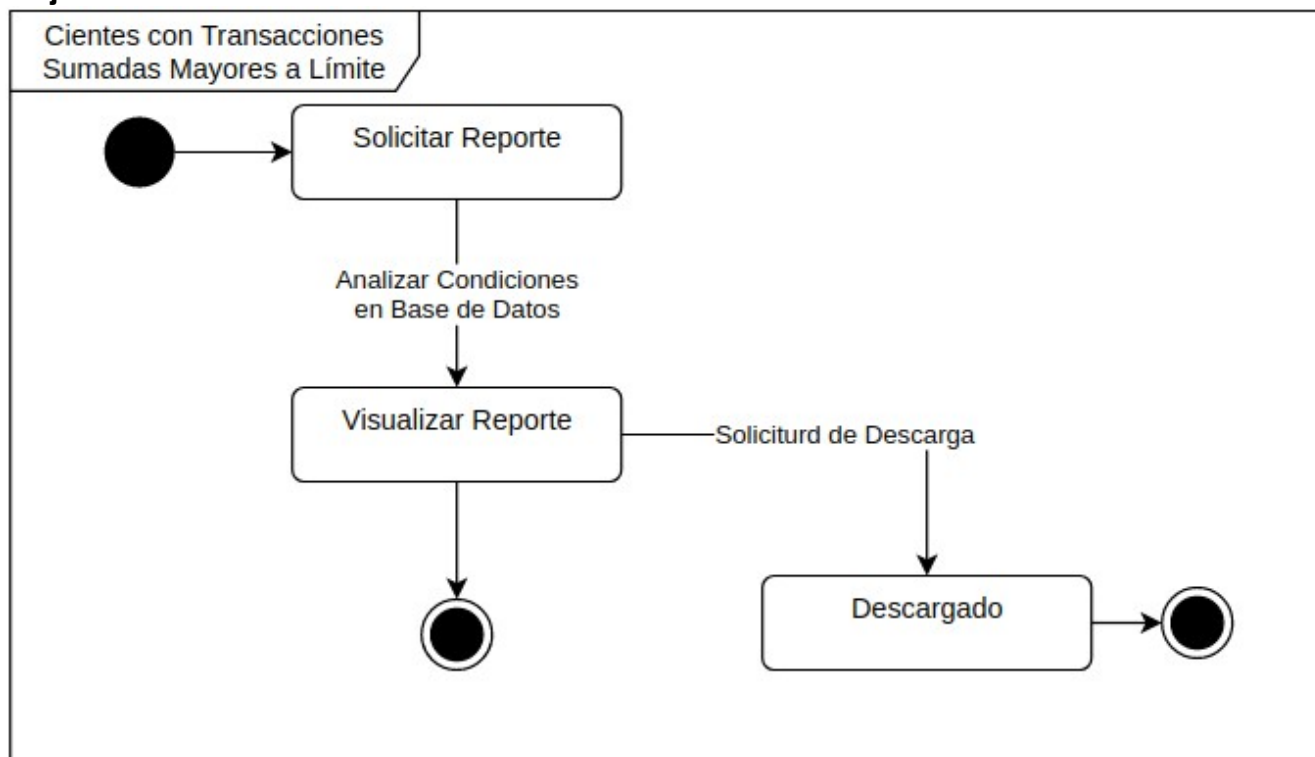 Cientes con Transacciones
Sumadas Mayores a Límite
Solicitar Reporte
Analizar Condiciones
en Base de Datos
Visualizar Reporte
Soliciturd de Descarga
Descargado